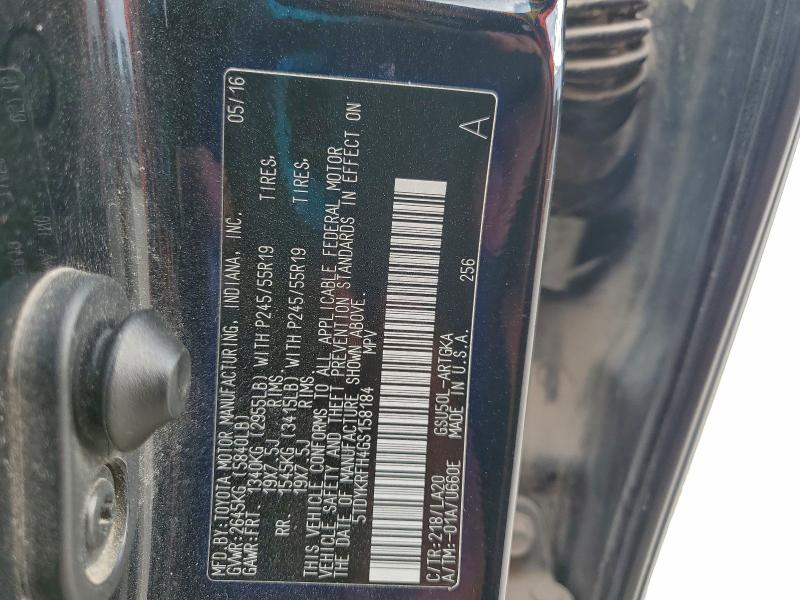 MFD.BY:TOYOTA MOTOR MANUFACTURING, INDIANA, INC. 05/16
GVWR:2645KG (5840LB)
GAWR:FRT. 1340KG (2955LB) WITH P245/55R19 TIRES,
19X7.5J RIMS,
RR. 1545KG (3415LB) WITH P245/55R19 TIRES,
19X7.5J RIMS,
THIS VEHICLE CONFORMS TO ALL APPLICABLE FEDERAL MOTOR
VEHICLE SAFETY AND THEFT PREVENTION STANDARDS IN EFFECT ON
THE DATE OF MANUFACTURE SHOWN ABOVE.
5TDYKRFH4GS158184 MPV
C/TR:218/LA20 GSU50L-ARTGKA 256
A/TM:-01A/U660E MADE IN U.S.A.
A